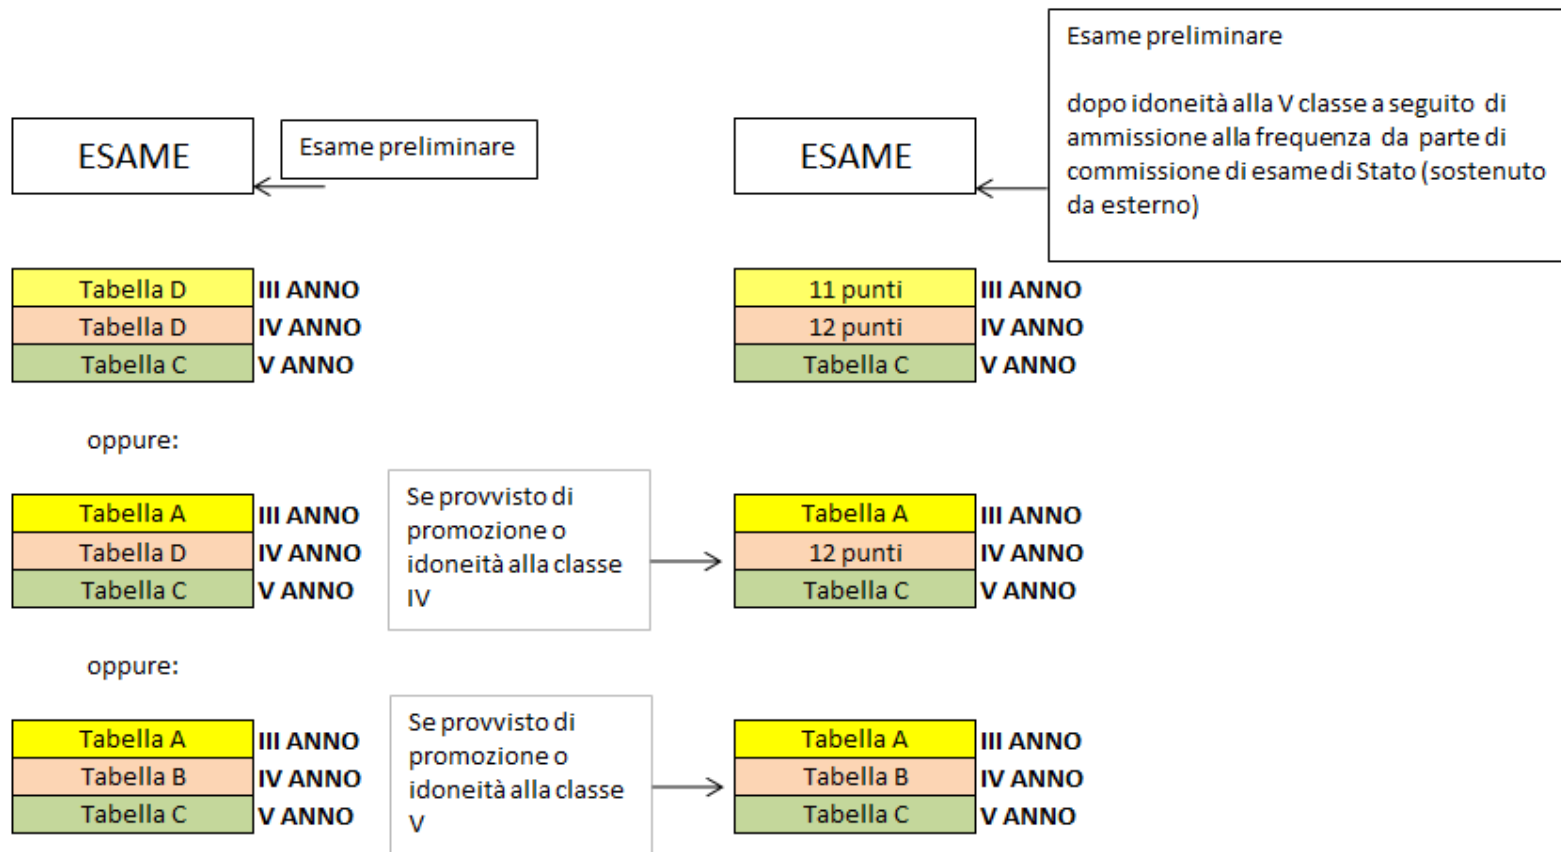 Esame preliminare
dopo idoneità alla V classe a seguito di
ammissione alla frequenza da parte di
commissione di esame di Stato (sostenuto
da esterno)
ESAME
Esame preliminare
ESAME
Tabella D III ANNO
Tabella D IV ANNO
Tabella C V ANNO
11 punti III ANNO
12 punti IV ANNO
Tabella C V ANNO
oppure:
Tabella A III ANNO
Tabella D IV ANNO
Tabella C V ANNO
Se provvisto di
promozione o
idoneità alla classe
IV
Tabella A III ANNO
12 punti IV ANNO
Tabella C V ANNO
oppure:
Tabella A III ANNO
Tabella B IV ANNO
Tabella C V ANNO
Se provvisto di
promozione o
idoneità alla classe
V
Tabella A III ANNO
Tabella B IV ANNO
Tabella C V ANNO